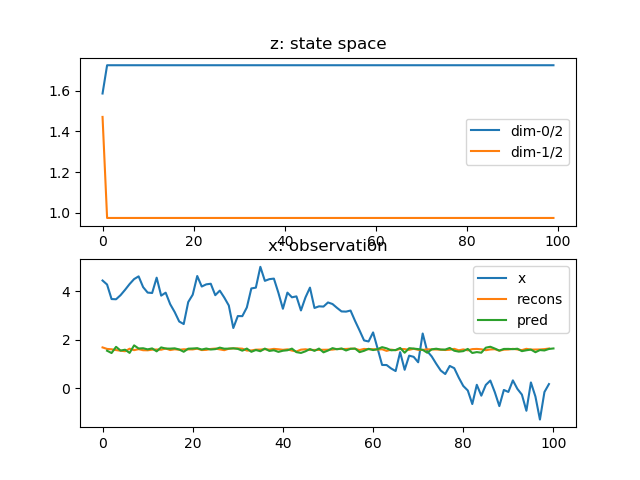 z: state space
1.6
1.4
1.2
1.0
dim-0/2
dim-1/2
0 20 40 60 80 100
x: observation
4
2
0
x
recons
pred
0 20 40 60 80 100